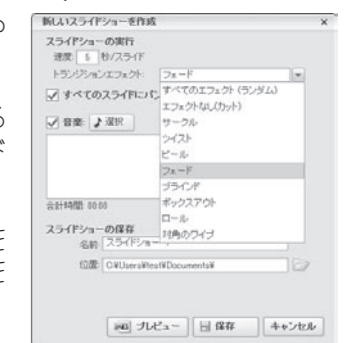 新しいスライドショーを作成
スライドショーの実行
速度: 5 秒/スライド
トランジションエフェクト: フェード
すべてのエフェクト (ランダム)
エフェクトなし(カット)
サークル
ツイスト
ピール
フェード
ブラインド
ボックスアウト
ロール
対角のワイプ
すべてのスライドにパン
音楽: 選択
合計時間: 00:00
スライドショーの保存
名前: スライドショー
位置: C:¥Users¥test¥Documents¥
プレビュー 保存 キャンセル